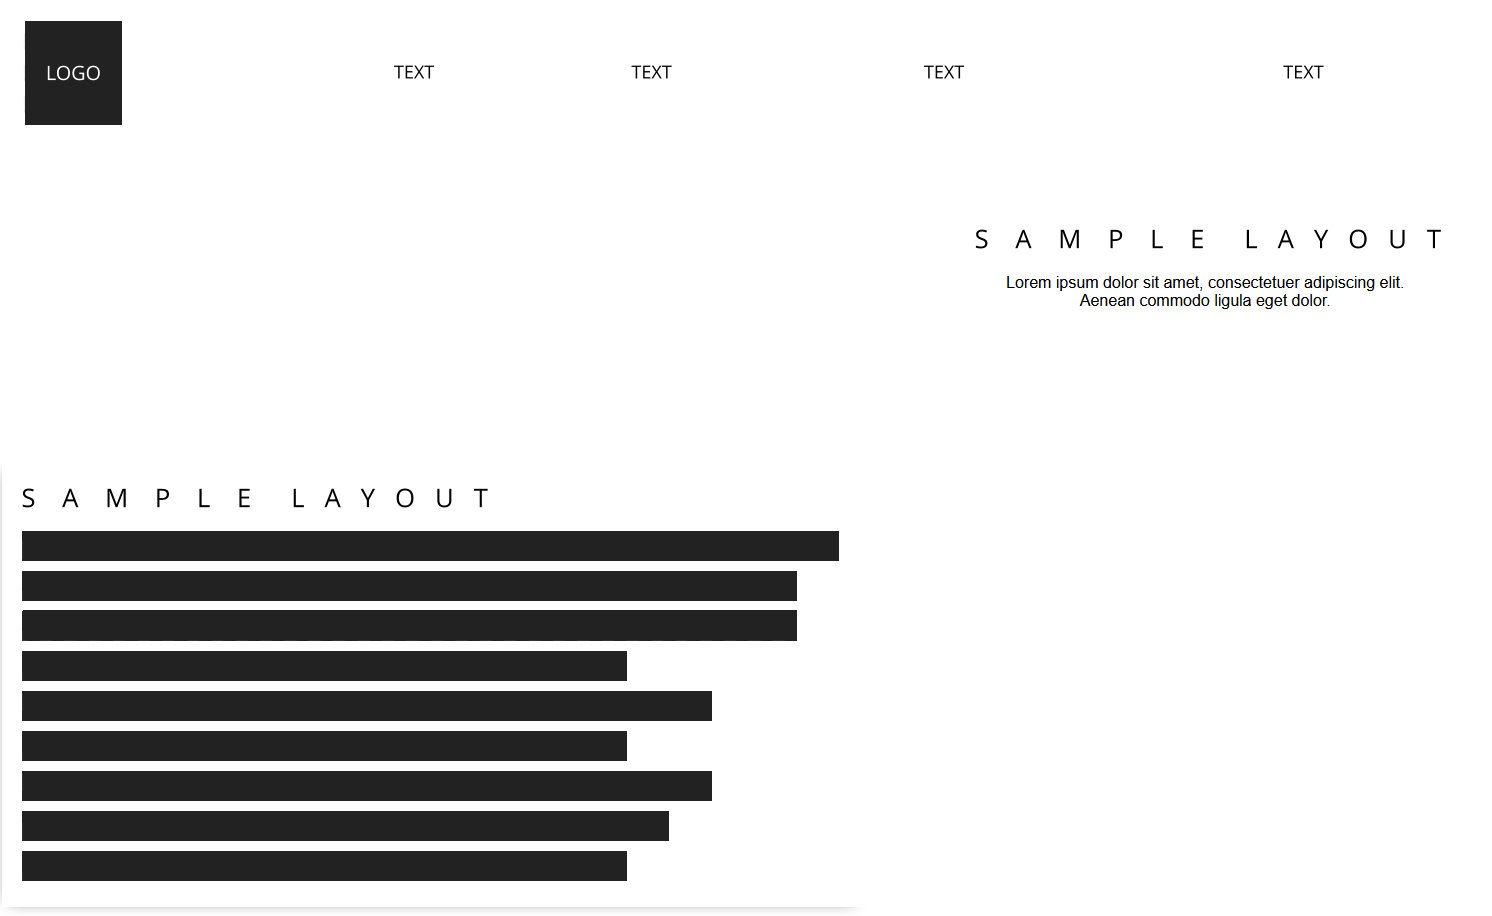 LOGO
TEXT
TEXT
TEXT
TEXT
SAMPLE LAYOUT
Lorem ipsum dolor sit amet, consectetuer adipiscing elit.
Aenean commodo ligula eget dolor.
SAMPLE LAYOUT